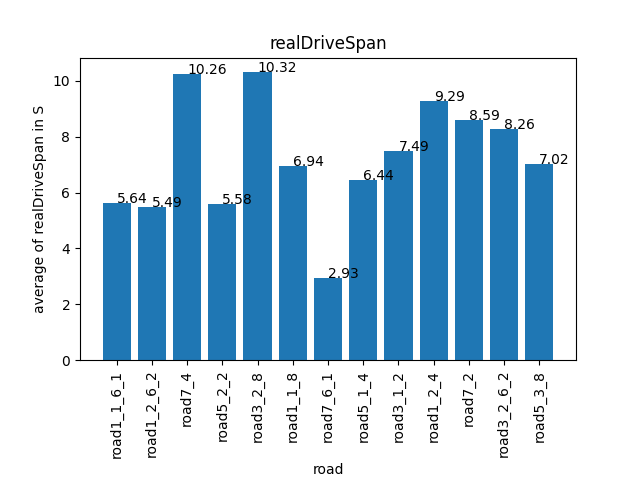 realDriveSpan
average of realDriveSpan in S
10
8
6
4
2
0
5.64
5.49
10.26
5.58
10.32
6.94
2.93
6.44
7.49
9.29
8.59
8.26
7.02
road1_1_6_1
road1_2_6_2
road7_4
road5_2_2
road3_2_8
road1_1_8
road7_6_1
road5_1_4
road3_1_2
road1_2_4
road7_2
road3_2_6_2
road5_3_8
road